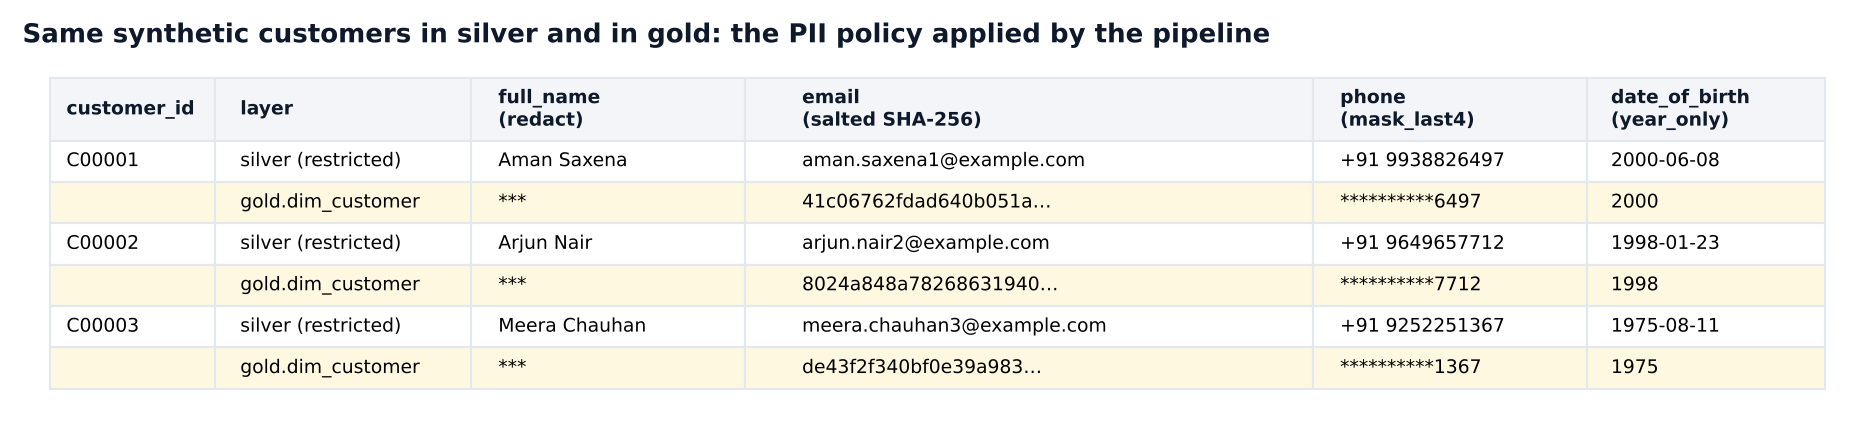 Same synthetic customers in silver and in gold: the PII policy applied by the pipeline
customer_id layer full_name (redact) email (salted SHA-256) phone (mask_last4) date_of_birth (year_only)
C00001 silver (restricted) Aman Saxena aman.saxena1@example.com +91 9938826497 2000-06-08
gold.dim_customer *** 41c06762fdad640b051a… **********6497 2000
C00002 silver (restricted) Arjun Nair arjun.nair2@example.com +91 9649657712 1998-01-23
gold.dim_customer *** 8024a848a78268631940… **********7712 1998
C00003 silver (restricted) Meera Chauhan meera.chauhan3@example.com +91 9252251367 1975-08-11
gold.dim_customer *** de43f2f340bf0e39a983… **********1367 1975